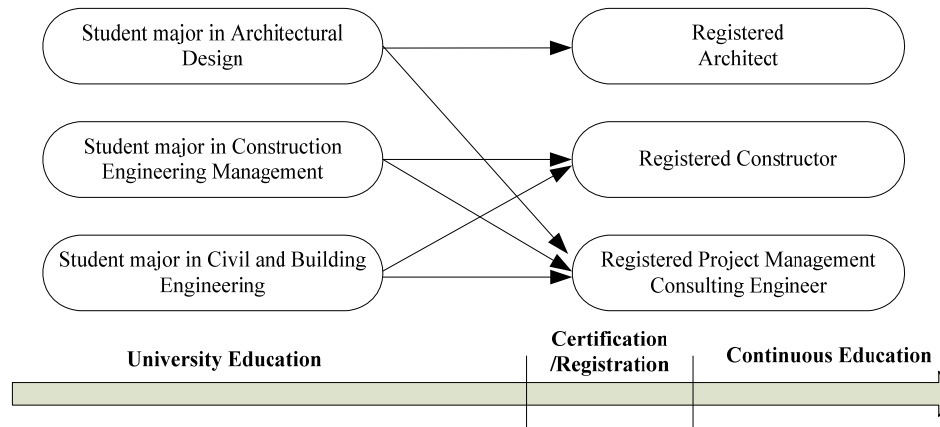 Student major in Architectural
Design
Registered
Architect
Student major in Construction
Engineering Management
Registered Constructor
Student major in Civil and Building
Engineering
Registered Project Management
Consulting Engineer
University Education
Certification
/Registration
Continuous Education